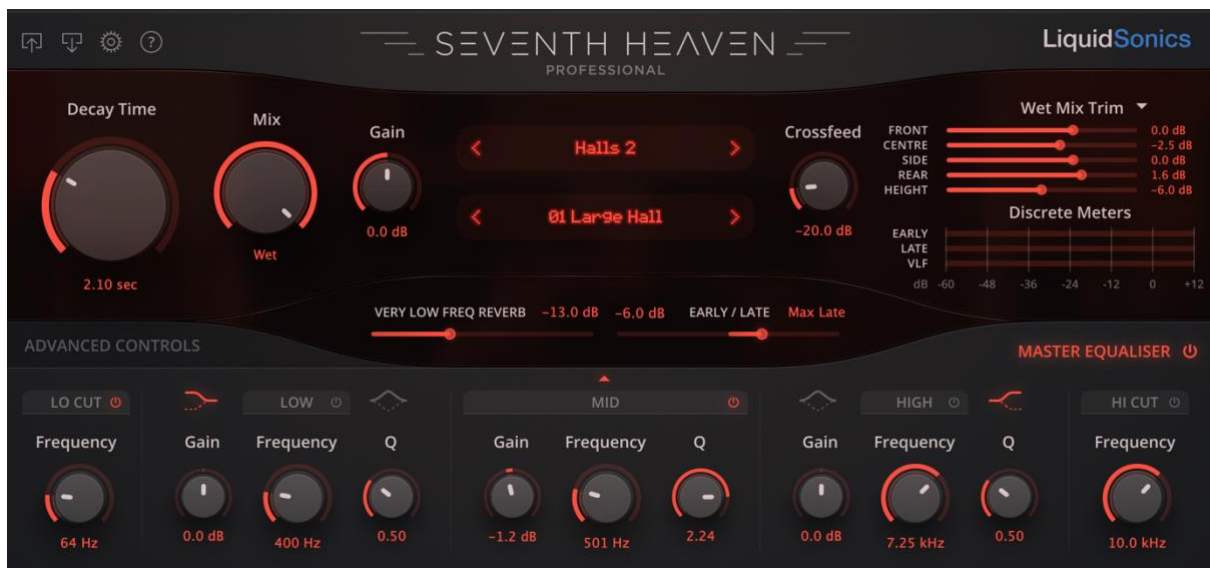 SEVENTH HEAVEN
PROFESSIONAL
LiquidSonics
Decay Time
2.10 sec
Mix
Wet
Gain
0.0 dB
Halls 2
01 Large Hall
Crossfeed
-20.0 dB
Wet Mix Trim
FRONT 0.0 dB
CENTRE -2.5 dB
SIDE 0.0 dB
REAR 1.6 dB
HEIGHT -6.0 dB
Discrete Meters
EARLY
LATE
VLF
dB -60 -48 -36 -24 -12 0 +12
VERY LOW FREQ REVERB -13.0 dB -6.0 dB EARLY / LATE Max Late
ADVANCED CONTROLS
MASTER EQUALISER
LO CUT LOW MID HIGH HI CUT
Frequency Gain Frequency Q Gain Frequency Q Gain Frequency Q Frequency
64 Hz 0.0 dB 400 Hz 0.50 -1.2 dB 501 Hz 2.24 0.0 dB 7.25 kHz 0.50 10.0 kHz